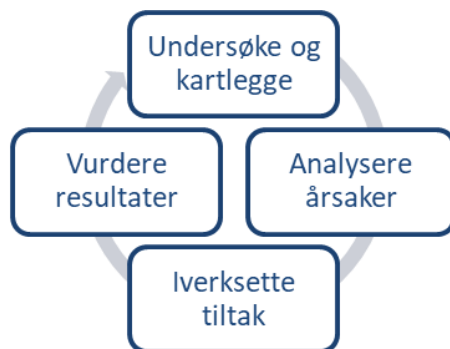 Undersøke og
kartlegge
Analysere
årsaker
Iverksette
tiltak
Vurdere
resultater